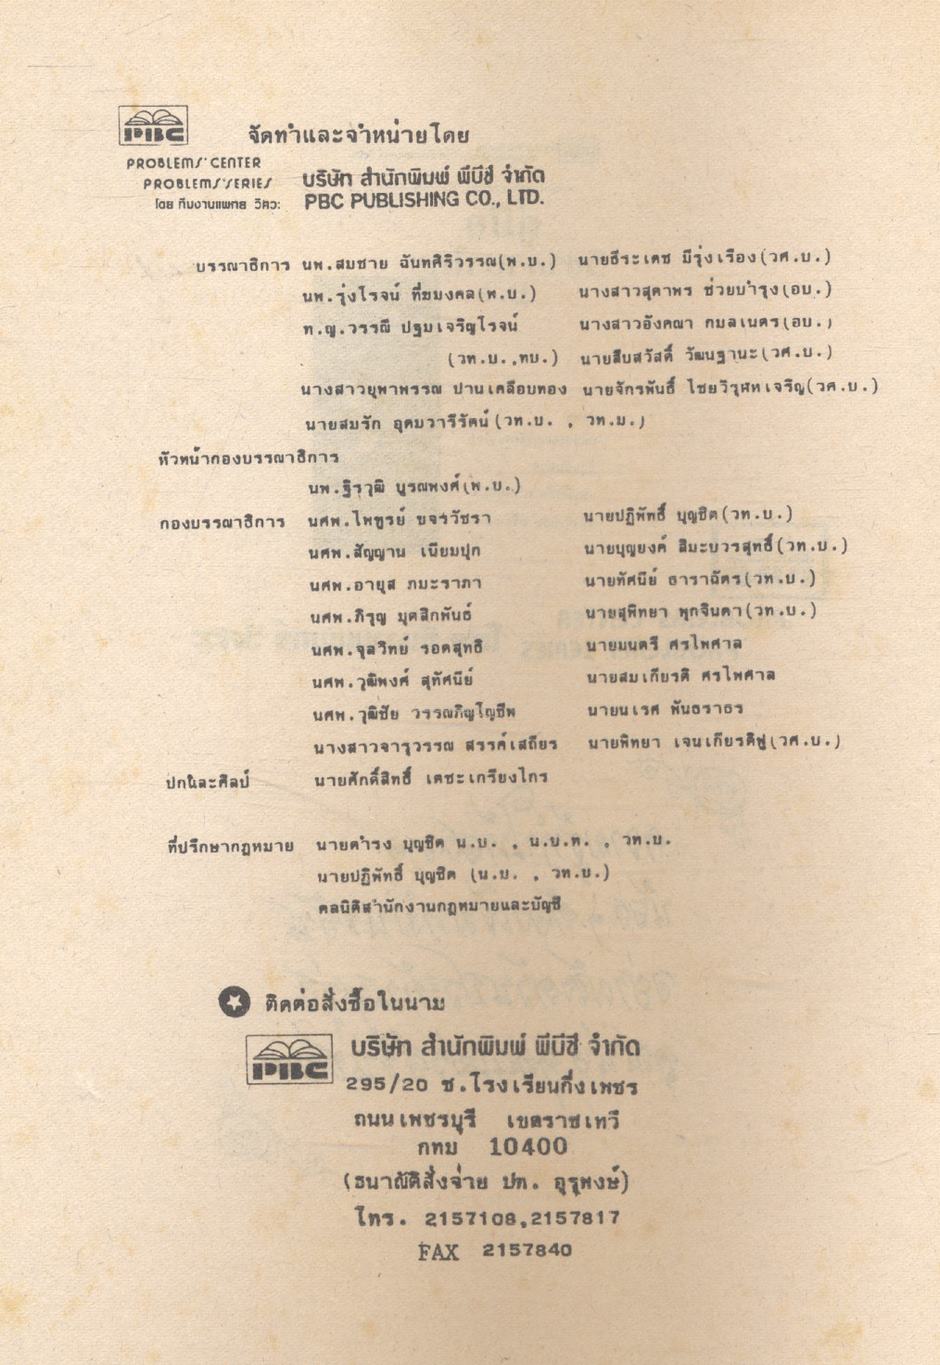 PBC
จัดทำและจำหน่ายโดย
PROBLEMS' CENTER
PROBLEMS'SERIES
โดย ทีมงานแพทย วิศว:
บริษัท สำนักพิมพ์ พีบีซี จำกัด
PBC PUBLISHING CO., LTD.
บรรณาธิการ นพ.สมชาย ฉันทศิริวรรณ(พ.บ.) นายธีระเดช มีรุ่งเรือง(วศ.บ.)
นพ.รุ่งโรจน์ ที่ฆมงคล(พ.บ.) นางสาวสุดาพร ช่วยบำรุง(อบ.)
ท.ญ.วรรณี ปฐมเจริญโรจน์ นางสาวอังคณา กมลเนตร(อบ.)
(วท.บ.,ทบ.) นายสืบสวัสดิ์ วัฒนฐานะ(วศ.บ.)
นางสาวยุพาพรรณ ปานเคลือบทอง นายจักรพันธ์ ไชยวิรุฬหเจริญ(วศ.บ.)
นายสมรัก อุดมวารีรัตน์(วท.บ. , วท.ม.)
หัวหน้ากองบรรณาธิการ
นพ.ฐิรวุฒิ บูรณพงศ์(พ.บ.)
กองบรรณาธิการ นศพ.ไพฑูรย์ ขจรวัชรา นายปฏิพัทธิ์ บุญชิต(วท.บ.)
นศพ.สัญญาน เนียมปุก นายบุญยงค์ สิมะบวรสุทธิ์(วท.บ.)
นศพ.อายุส ภมะราภา นายทัศนีย์ ธาราฉัตร(วท.บ.)
นศพ.ภิรุญ มุตสิกพันธ์ นายสุพิทยา พุกจินดา(วท.บ.)
นศพ.จุลวิทย์ รอดสุทธิ นายมนตรี ศรไพศาล
นศพ.วุฒิพงศ์ สุทัศนีย์ นายสมเกียรติ ศรไพศาล
นศพ.วุฒิชัย วรรณภิญโญชีพ นายนเรศ พันธราธร
นางสาวจารุวรรณ สรรค์เสถียร นายพิทยา เจนเกียรติฟู(วศ.บ.)
ปกและศิลป์ นายศักดิ์สิทธิ์ เตชะเกรียงไกร
ที่ปรึกษากฎหมาย นายดำรง บุญชิต น.บ. , น.บ.ท. , วท.บ.
นายปฏิพัทธิ์ บุญชิต (น.บ. , วท.บ.)
คลนิติสำนักงานกฎหมายและบัญชี
ติดต่อสั่งซื้อในนาม
PBC
บริษัท สำนักพิมพ์ พีบีซี จำกัด
295/20 ซ.โรงเรียนกิ่งเพชร
ถนนเพชรบุรี เขตราชเทวี
กทม 10400
(ธนาณัติสั่งจ่าย ปท. อุรุพงษ์)
โทร. 2157108,2157817
FAX 2157840